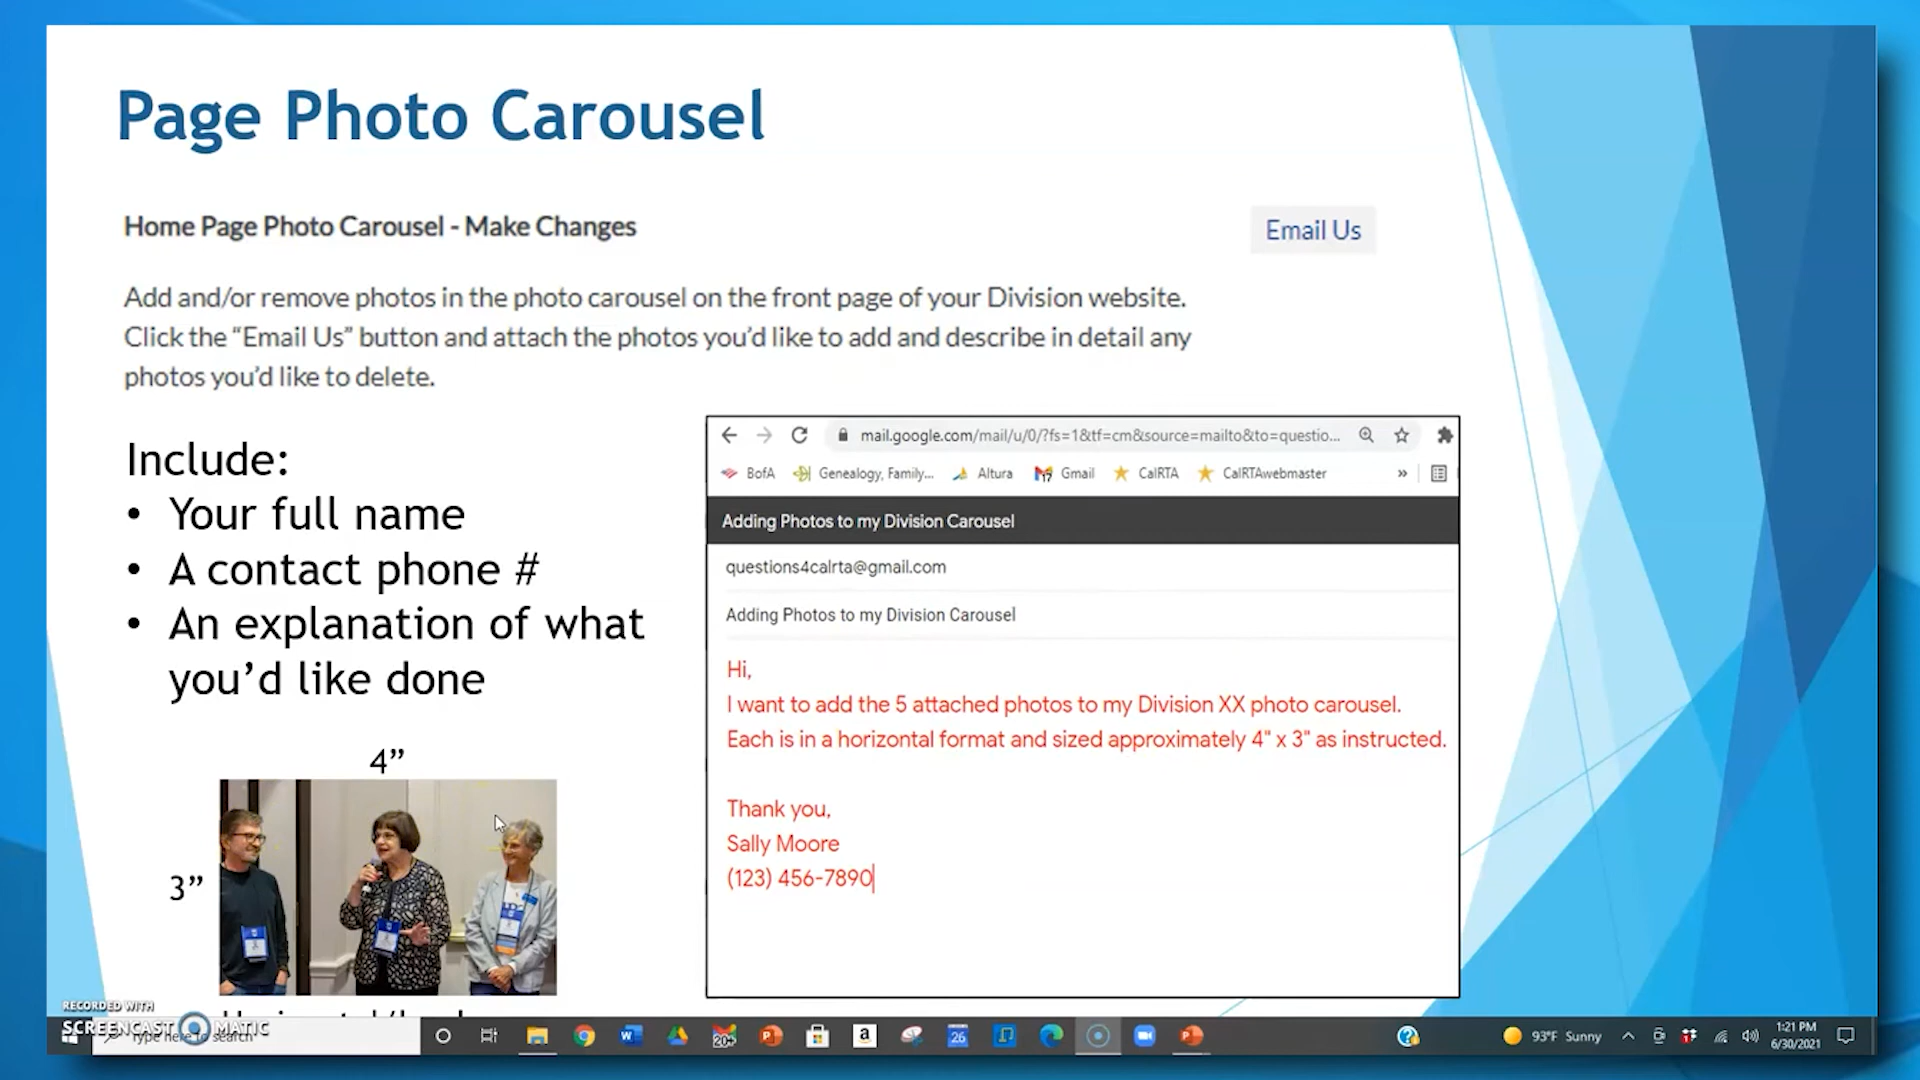 Page Photo Carousel
Home Page Photo Carousel - Make Changes
Email Us
Add and/or remove photos in the photo carousel on the front page of your Division website.
Click the “Email Us” button and attach the photos you’d like to add and describe in detail any
photos you’d like to delete.
Include:
• Your full name
• A contact phone #
• An explanation of what
you’d like done
4”
3”
mail.google.com/mail/u/0/?fs=1&tf=cm&source=mailto&to=questio...
BofA Genealogy, Family... Altura Gmail CalRTA CalRTAwebmaster »
Adding Photos to my Division Carousel
questions4calrta@gmail.com
Adding Photos to my Division Carousel
Hi,
I want to add the 5 attached photos to my Division XX photo carousel.
Each is in a horizontal format and sized approximately 4" x 3" as instructed.
Thank you,
Sally Moore
(123) 456-7890
RECORDED WITH
SCREENCAST MATIC
Type here to search
20+
26
93°F Sunny
1:21 PM
6/30/2021